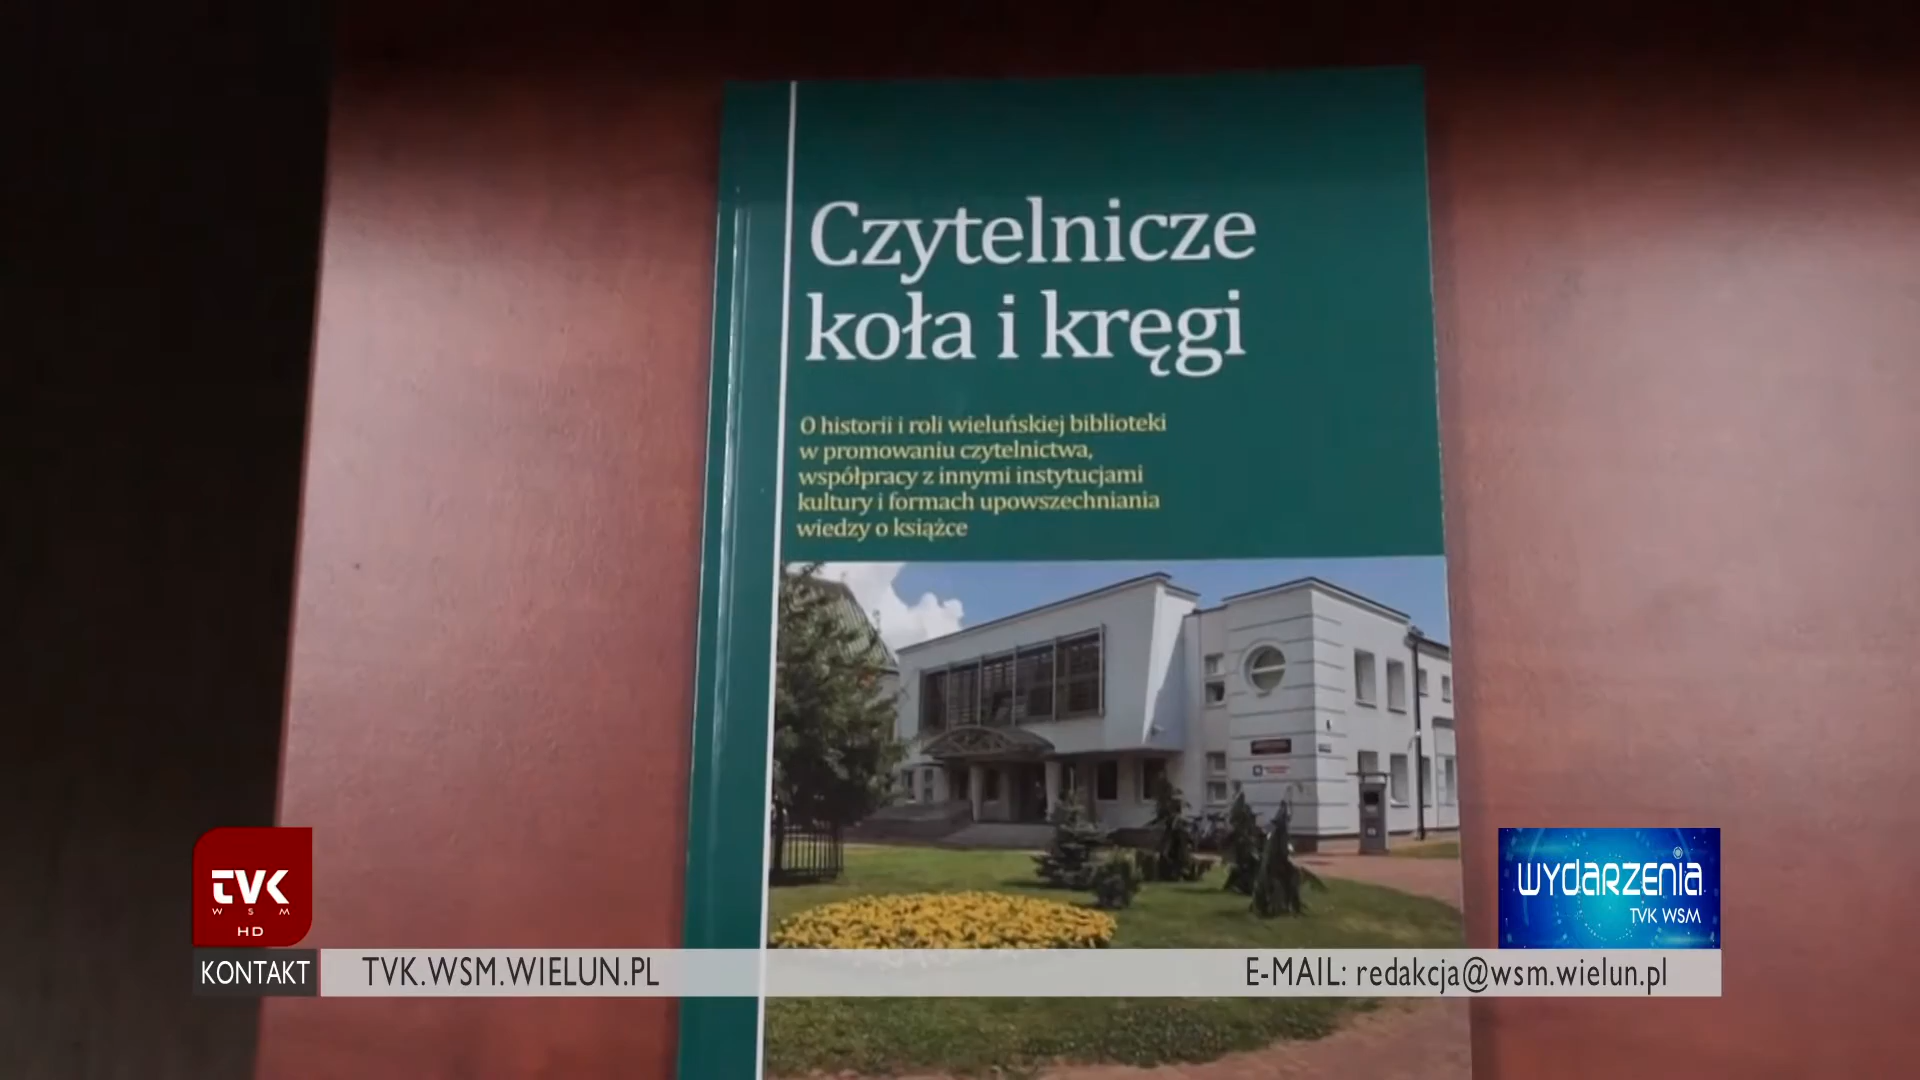 Czytelnicze
koła i kręgi
O historii i roli wieluńskiej biblioteki
w promowaniu czytelnictwa,
współpracy z innymi instytucjami
kultury i formach upowszechniania
wiedzy o książce
tvk
WSM
HD
WYDARZENIA
TVK WSM
KONTAKT
TVK.WSM.WIELUN.PL
E-MAIL: redakcja@wsm.wielun.pl